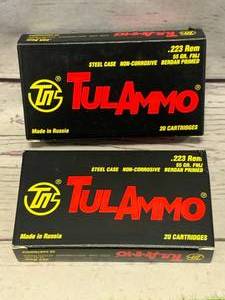 .223 Rem
55 GR. FMJ
STEEL CASE NON-CORROSIVE BERDAN PRIMED
TULAMMO®
Made in Russia
20 CARTRIDGES
.223 Rem
55 GR. FMJ
STEEL CASE NON-CORROSIVE BERDAN PRIMED
TULAMMO®
Made in Russia
20 CARTRIDGES